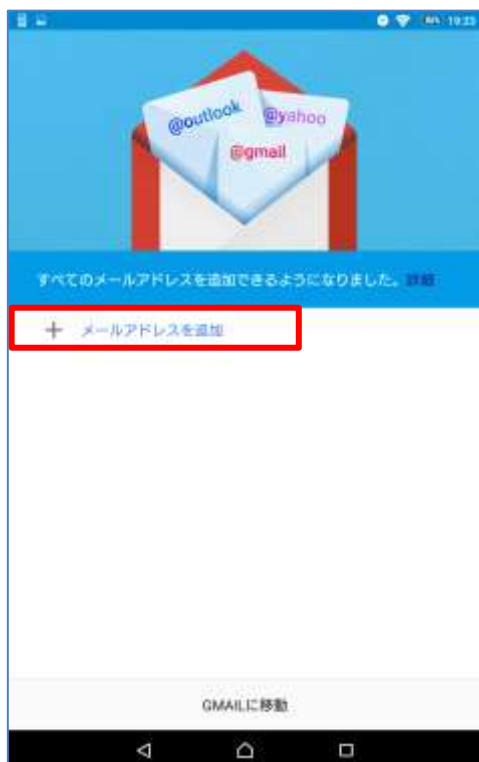 19:23
@outlook
@yahoo
@gmail
すべてのメールアドレスを追加できるようになりました。詳細
+ メールアドレスを追加
GMAILに移動